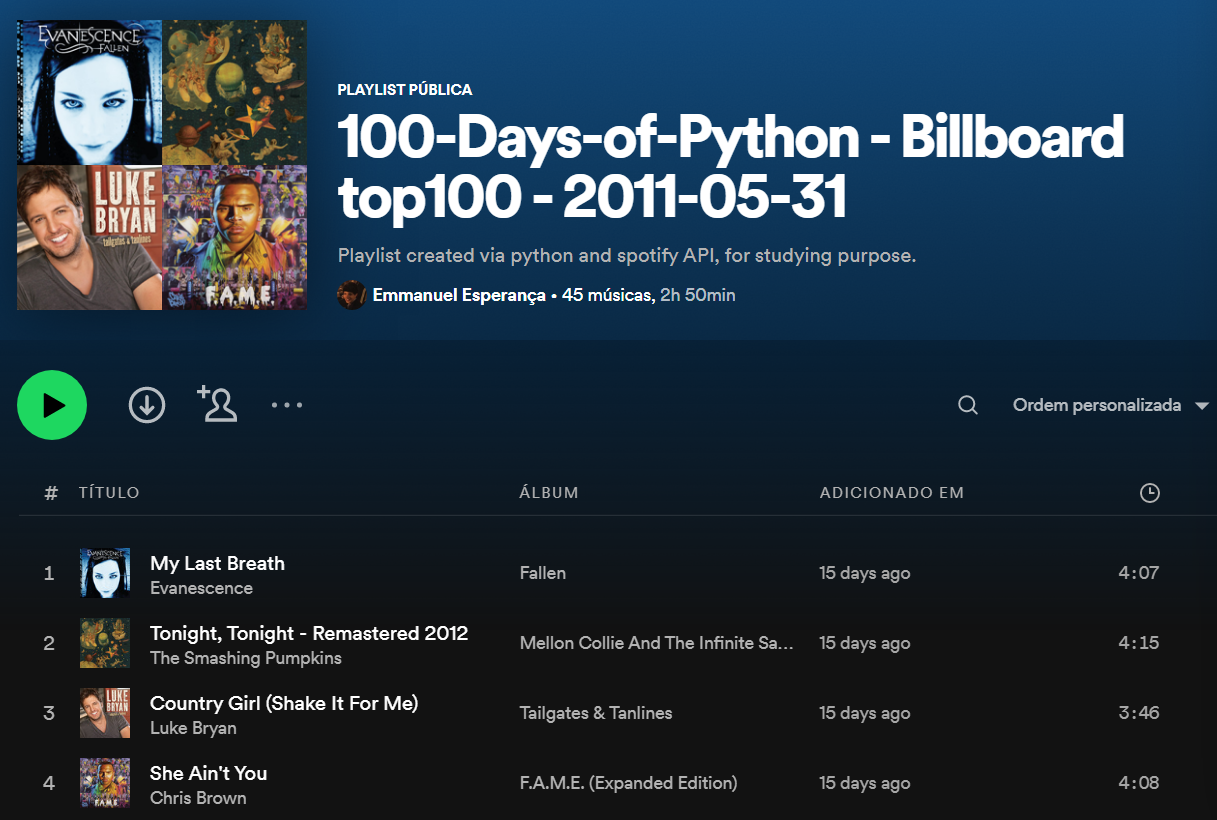 EVANESCENCE
FALLEN
LUKE
BRYAN
tailgates & tanlines
F.A.M.E.
PLAYLIST PÚBLICA
100-Days-of-Python - Billboard
top100 - 2011-05-31
Playlist created via python and spotify API, for studying purpose.
Emmanuel Esperança • 45 músicas, 2h 50min
Ordem personalizada
# TÍTULO ÁLBUM ADICIONADO EM
1 My Last Breath Fallen 15 days ago 4:07
Evanescence
2 Tonight, Tonight - Remastered 2012 Mellon Collie And The Infinite Sa... 15 days ago 4:15
The Smashing Pumpkins
LUKE
BRYAN
3 Country Girl (Shake It For Me) Tailgates & Tanlines 15 days ago 3:46
Luke Bryan
4 She Ain't You F.A.M.E. (Expanded Edition) 15 days ago 4:08
F.A.M.E. Chris Brown